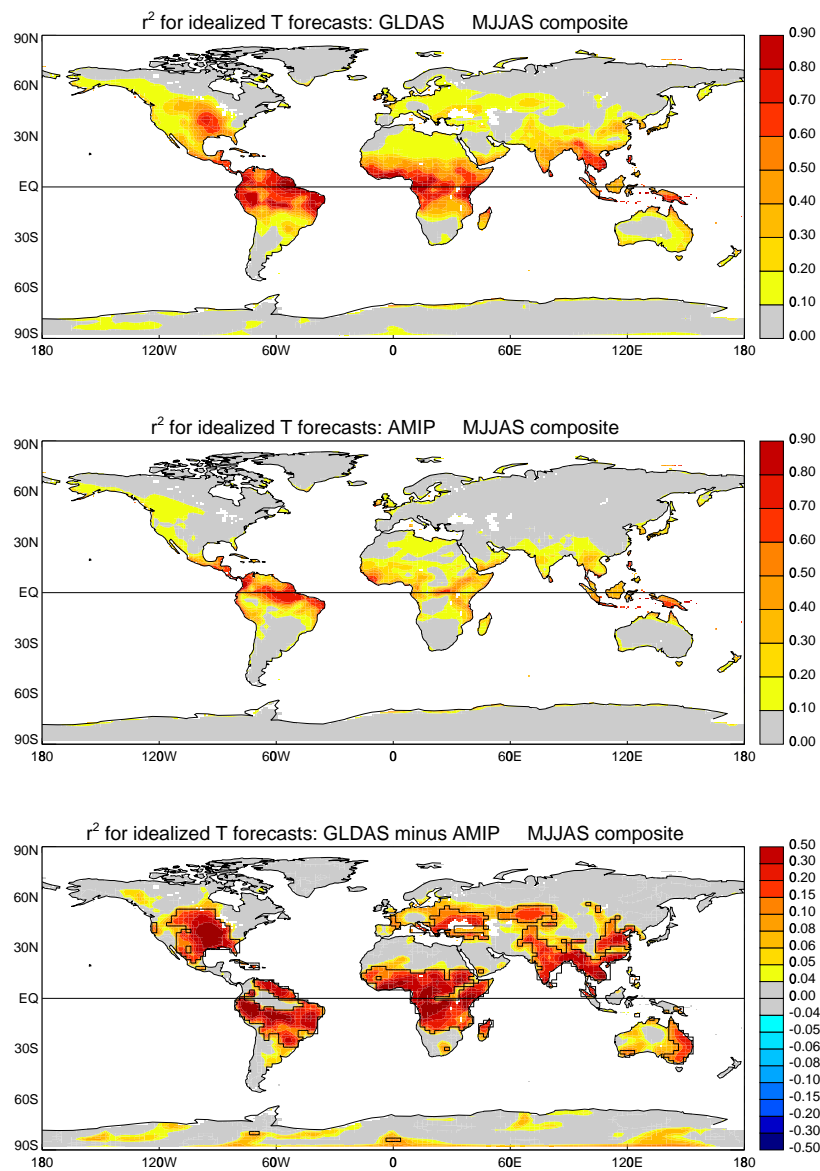 r² for idealized T forecasts: GLDAS MJJAS composite
90N
60N
30N
EQ
30S
60S
90S
180 120W 60W 0 60E 120E 180
0.90
0.80
0.70
0.60
0.50
0.40
0.30
0.20
0.10
0.00
r² for idealized T forecasts: AMIP MJJAS composite
90N
60N
30N
EQ
30S
60S
90S
180 120W 60W 0 60E 120E 180
0.90
0.80
0.70
0.60
0.50
0.40
0.30
0.20
0.10
0.00
r² for idealized T forecasts: GLDAS minus AMIP MJJAS composite
90N
60N
30N
EQ
30S
60S
90S
180 120W 60W 0 60E 120E 180
0.50
0.30
0.20
0.15
0.10
0.08
0.06
0.05
0.04
0.00
-0.04
-0.05
-0.06
-0.08
-0.10
-0.15
-0.20
-0.30
-0.50